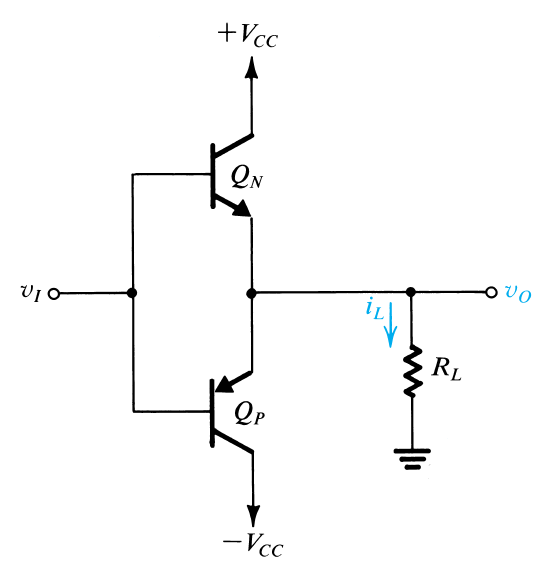 +V_CC
Q_N
v_I
v_O
i_L
R_L
Q_P
−V_CC